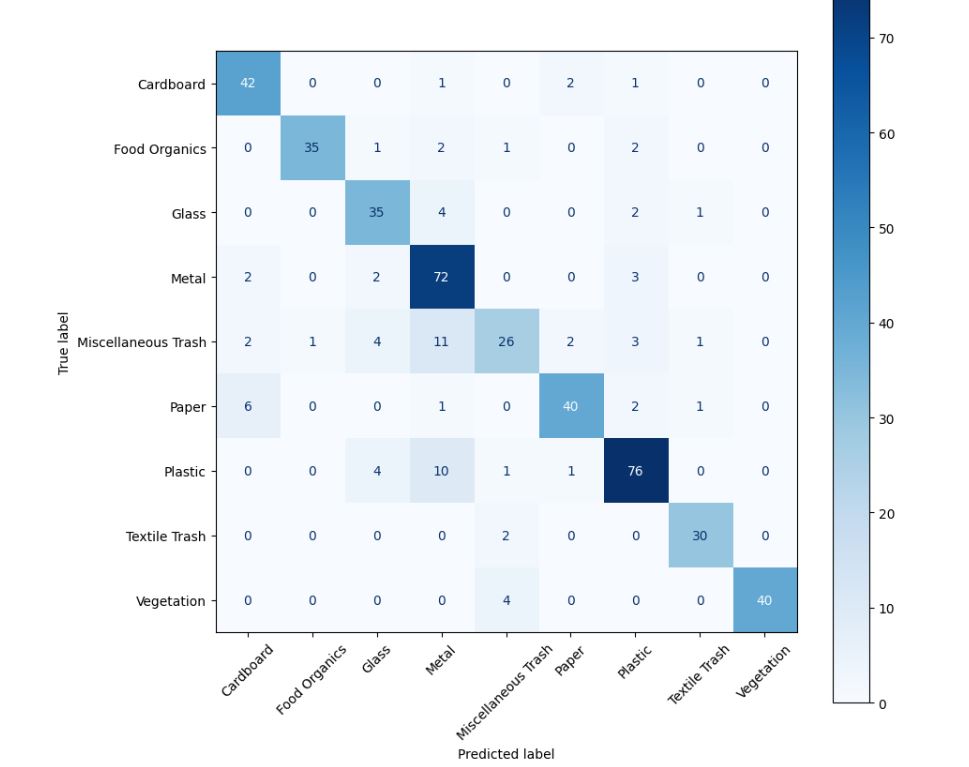 70
Cardboard 42 0 0 1 0 2 1 0 0
60
Food Organics 0 35 1 2 1 0 2 0 0
Glass 0 0 35 4 0 0 2 1 0
50
Metal 2 0 2 72 0 0 3 0 0
40
True label
Miscellaneous Trash 2 1 4 11 26 2 3 1 0
Paper 6 0 0 1 0 40 2 1 0
30
Plastic 0 0 4 10 1 1 76 0 0
20
Textile Trash 0 0 0 0 2 0 0 30 0
Vegetation 0 0 0 0 4 0 0 0 40
10
0
Cardboard
Food Organics
Glass
Metal
Miscellaneous Trash
Paper
Plastic
Textile Trash
Vegetation
Predicted label